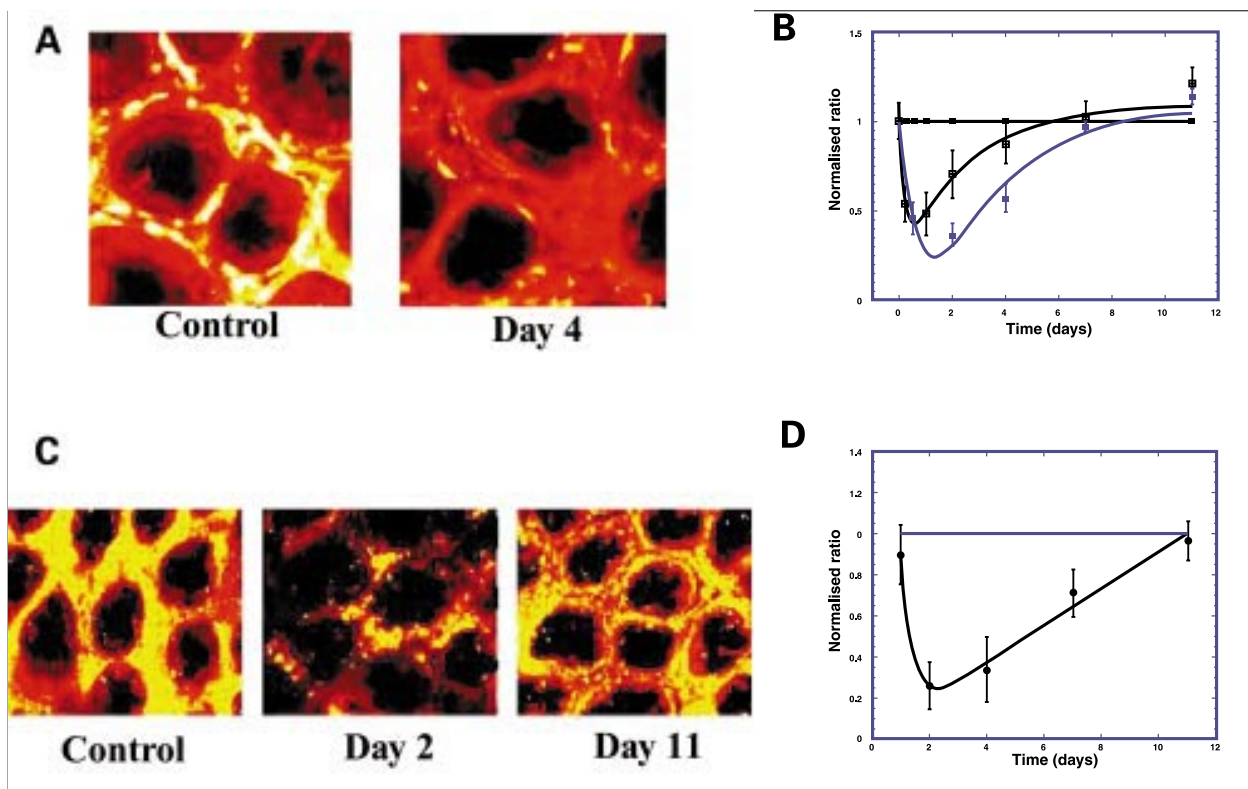 A
Control
Day 4
B
1.5
1
0.5
0
Normalised ratio
0 2 4 6 8 10 12
Time (days)
C
Control
Day 2
Day 11
D
1.4
1.2
0
0.8
0.6
0.4
0.2
0
Normalised ratio
0 2 4 6 8 10 12
Time (days)